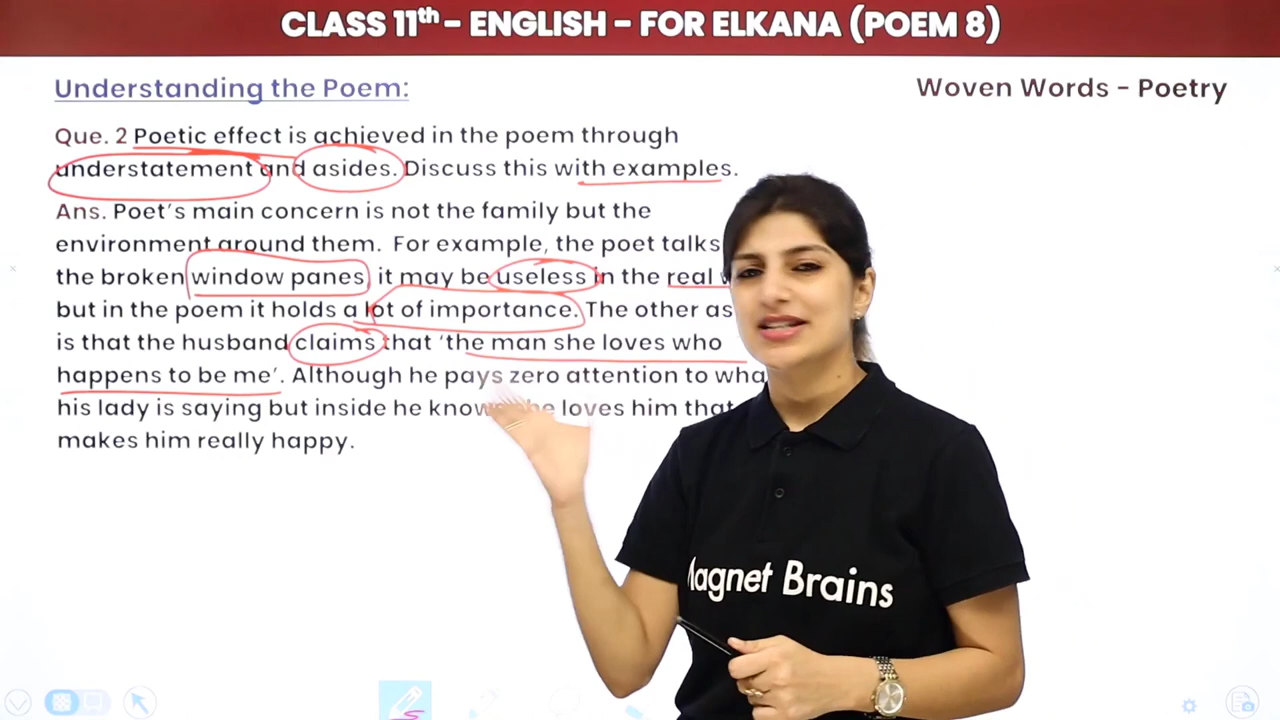 CLASS 11th - ENGLISH - FOR ELKANA (POEM 8)
Understanding the Poem:
Woven Words - Poetry
Que. 2 Poetic effect is achieved in the poem through
understatement and asides. Discuss this with examples.
Ans. Poet's main concern is not the family but the
environment around them. For example, the poet talks
the broken window panes, it may be useless in the real
but in the poem it holds a lot of importance. The other
is that the husband claims that 'the man she loves who
happens to be me'. Although he pays zero attention to
his lady is saying but inside he loves him that
makes him really happy.
Magnet Brains